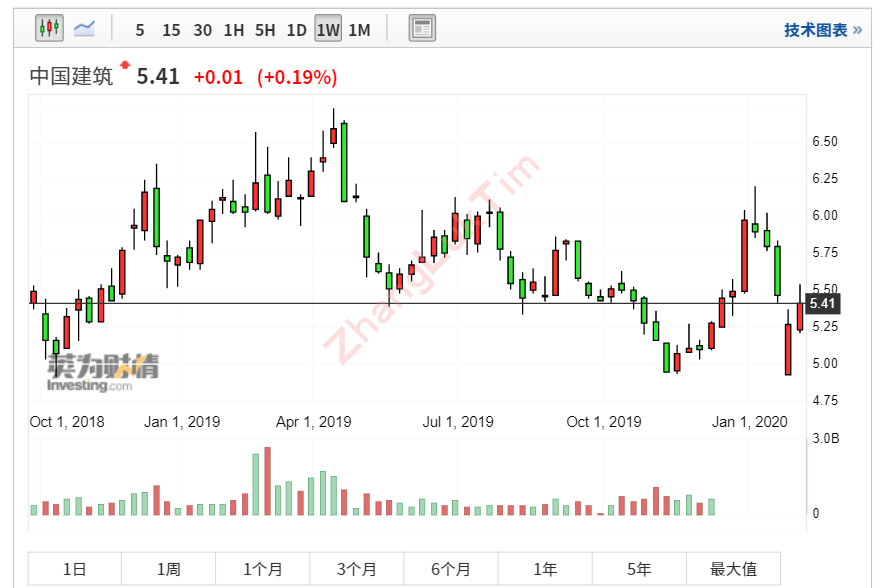 5 15 30 1H 5H 1D 1W 1M 技术图表 »
中国建筑 5.41 +0.01 (+0.19%)
6.50
6.25
6.00
5.75
5.50
5.41
5.25
5.00
4.75
ZhangLiueTim
英为财情
Investing.com
Oct 1, 2018 Jan 1, 2019 Apr 1, 2019 Jul 1, 2019 Oct 1, 2019 Jan 1, 2020
3.0B
0
1日 1周 1个月 3个月 6个月 1年 5年 最大值